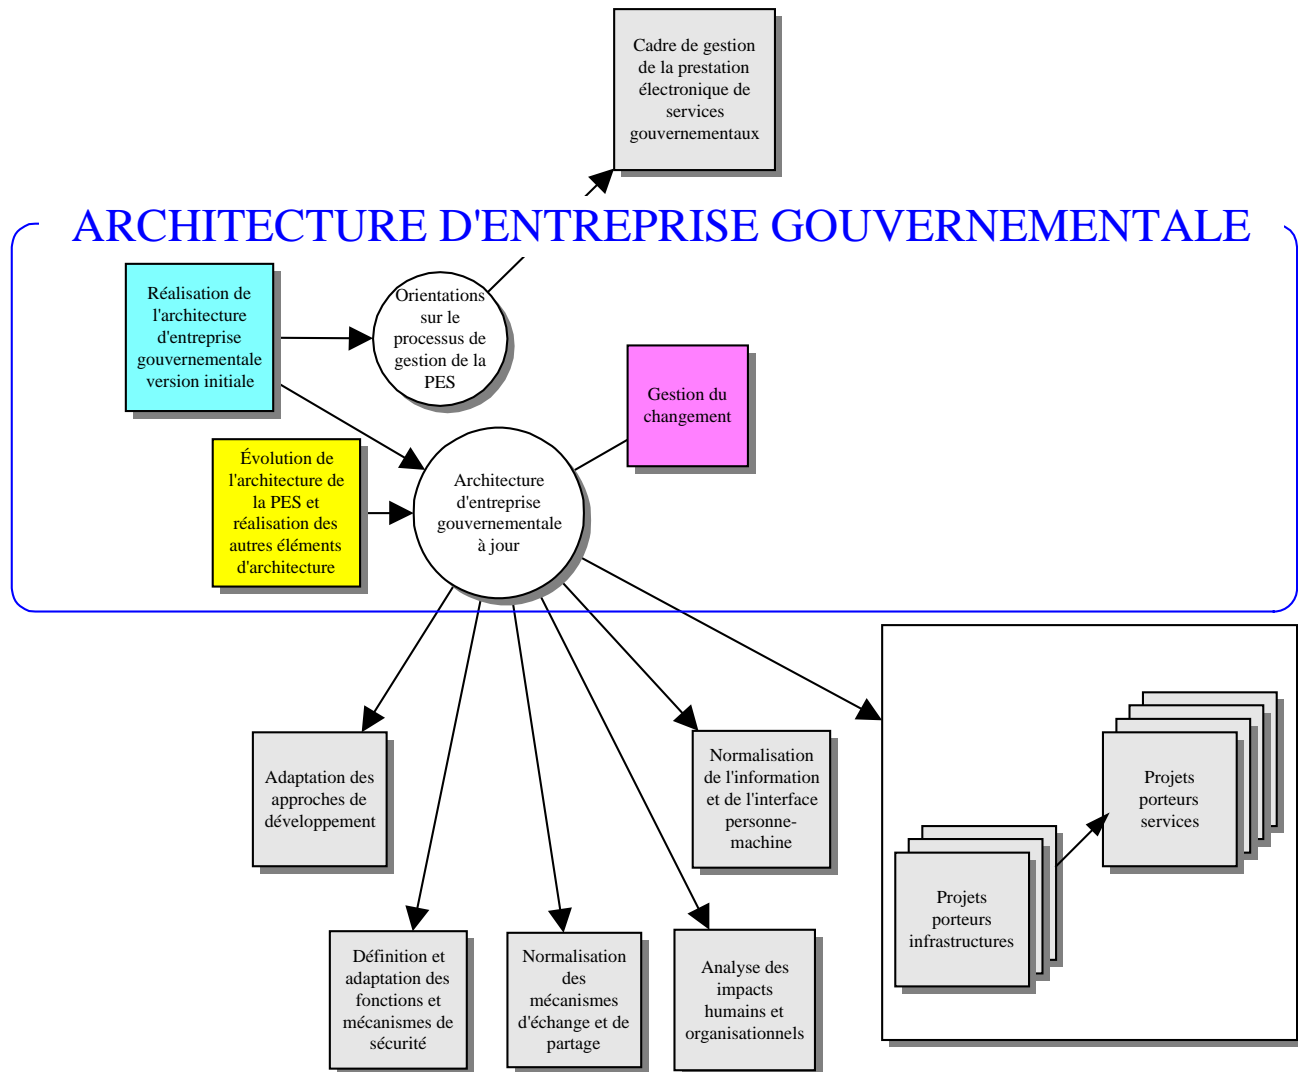 Cadre de gestion
de la prestation
électronique de
services
gouvernementaux
ARCHITECTURE D'ENTREPRISE GOUVERNEMENTALE
Réalisation de
l'architecture
d'entreprise
gouvernementale
version initiale
Orientations
sur le
processus de
gestion de la
PES
Gestion du
changement
Évolution de
l'architecture de
la PES et
réalisation des
autres éléments
d'architecture
Architecture
d'entreprise
gouvernementale
à jour
Adaptation des
approches de
développement
Normalisation
de l'information
et de l'interface
personne-
machine
Projets
porteurs
services
Projets
porteurs
infrastructures
Définition et
adaptation des
fonctions et
mécanismes de
sécurité
Normalisation
des
mécanismes
d'échange et de
partage
Analyse des
impacts
humains et
organisationnels